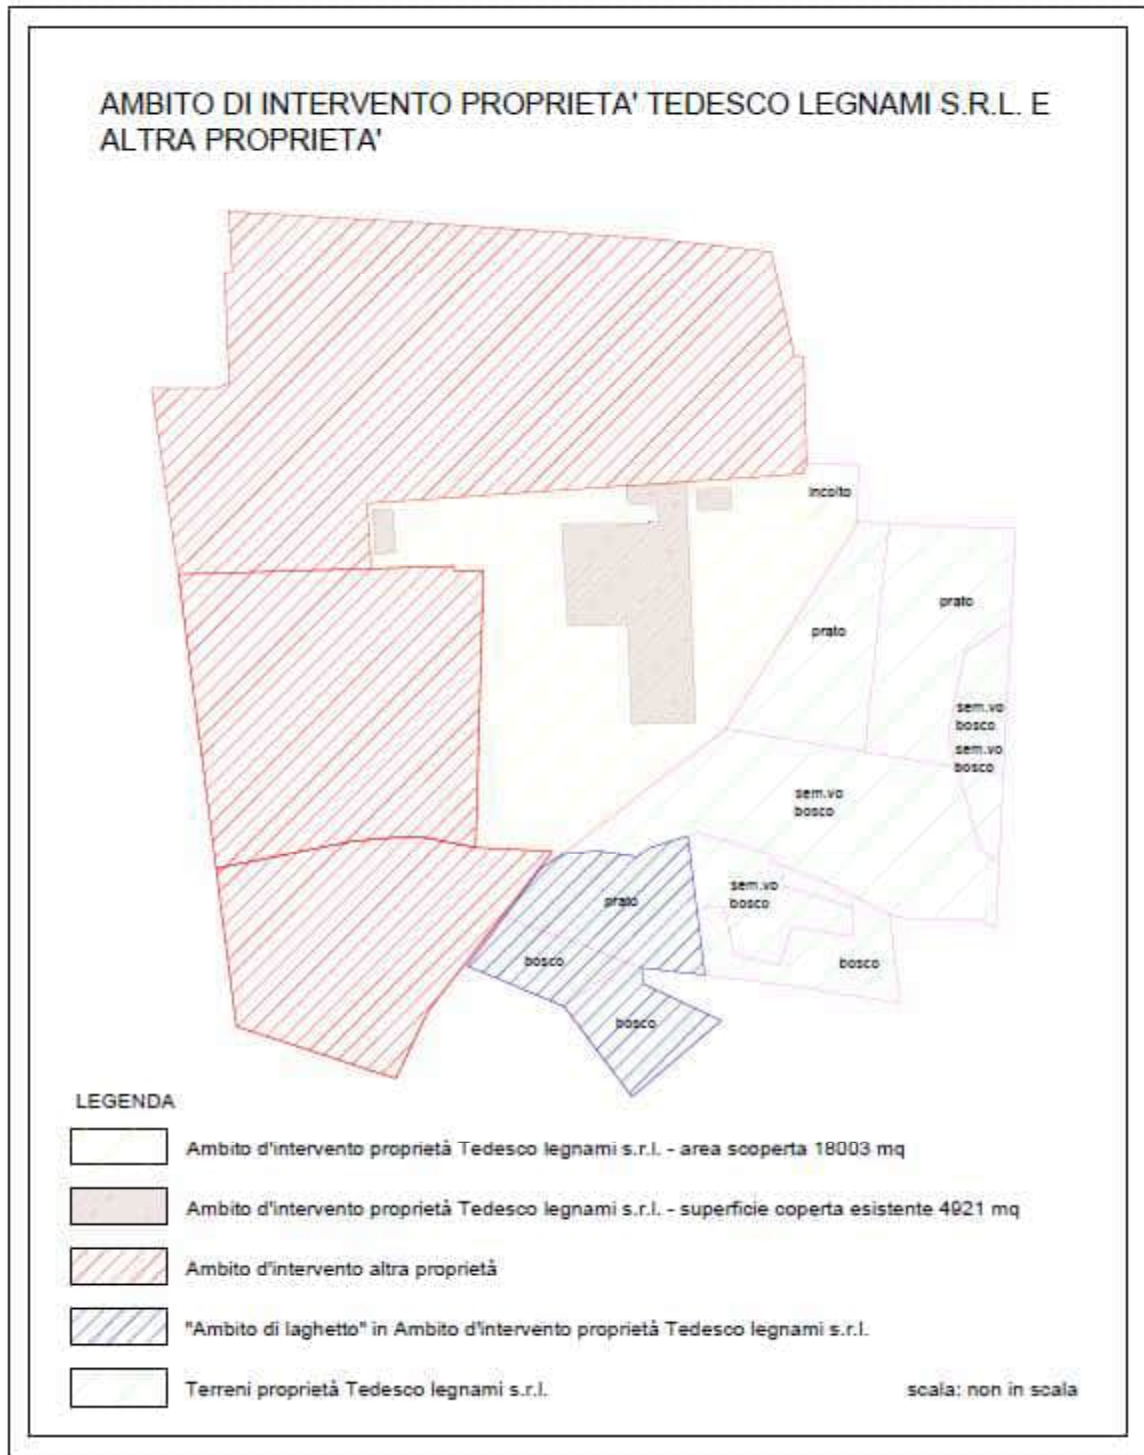 AMBITO DI INTERVENTO PROPRIETA' TEDESCO LEGNAMI S.R.L. E
ALTRA PROPRIETA'
incolto
prato
prato
sem.vo
bosco
sem.vo
bosco
sem.vo
bosco
sem.vo
bosco
prato
bosco
bosco
bosco
LEGENDA
Ambito d'intervento proprietà Tedesco legnami s.r.l. - area scoperta 18003 mq
Ambito d'intervento proprietà Tedesco legnami s.r.l. - superficie coperta esistente 4921 mq
Ambito d'intervento altra proprietà
"Ambito di laghetto" in Ambito d'intervento proprietà Tedesco legnami s.r.l.
Terreni proprietà Tedesco legnami s.r.l.
scala: non in scala